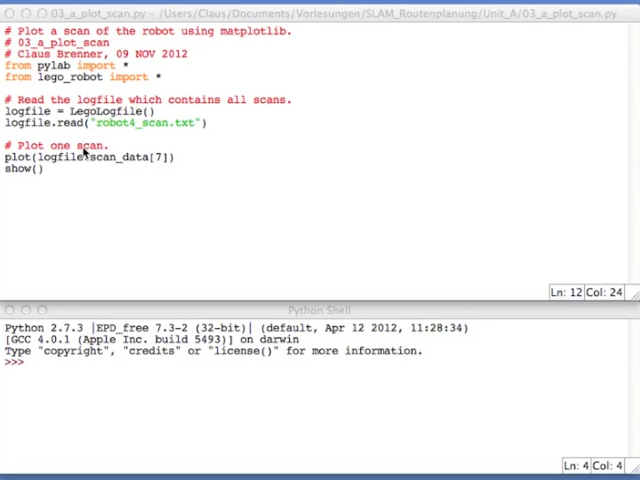 03_a_plot_scan.py - /Users/Claus/Documents/Vorlesungen/SLAM_Routenplanung/Unit_A/03_a_plot_scan.py
# Plot a scan of the robot using matplotlib.
# 03_a_plot_scan
# Claus Brenner, 09 NOV 2012
from pylab import *
from lego_robot import *
# Read the logfile which contains all scans.
logfile = LegoLogfile()
logfile.read("robot4_scan.txt")
# Plot one scan.
plot(logfile.scan_data[7])
show()
Ln: 12 Col: 24
Python Shell
Python 2.7.3 |EPD_free 7.3-2 (32-bit)| (default, Apr 12 2012, 11:28:34)
[GCC 4.0.1 (Apple Inc. build 5493)] on darwin
Type "copyright", "credits" or "license()" for more information.
>>>
Ln: 4 Col: 4